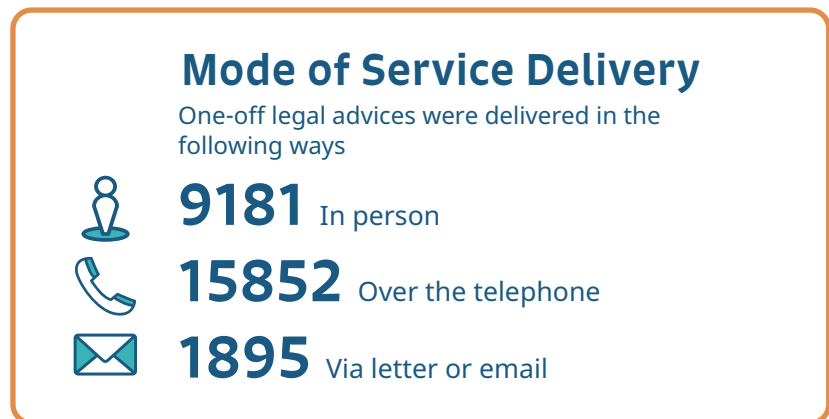 Mode of Service Delivery
One-off legal advices were delivered in the
following ways
9181 In person
15852 Over the telephone
1895 Via letter or email